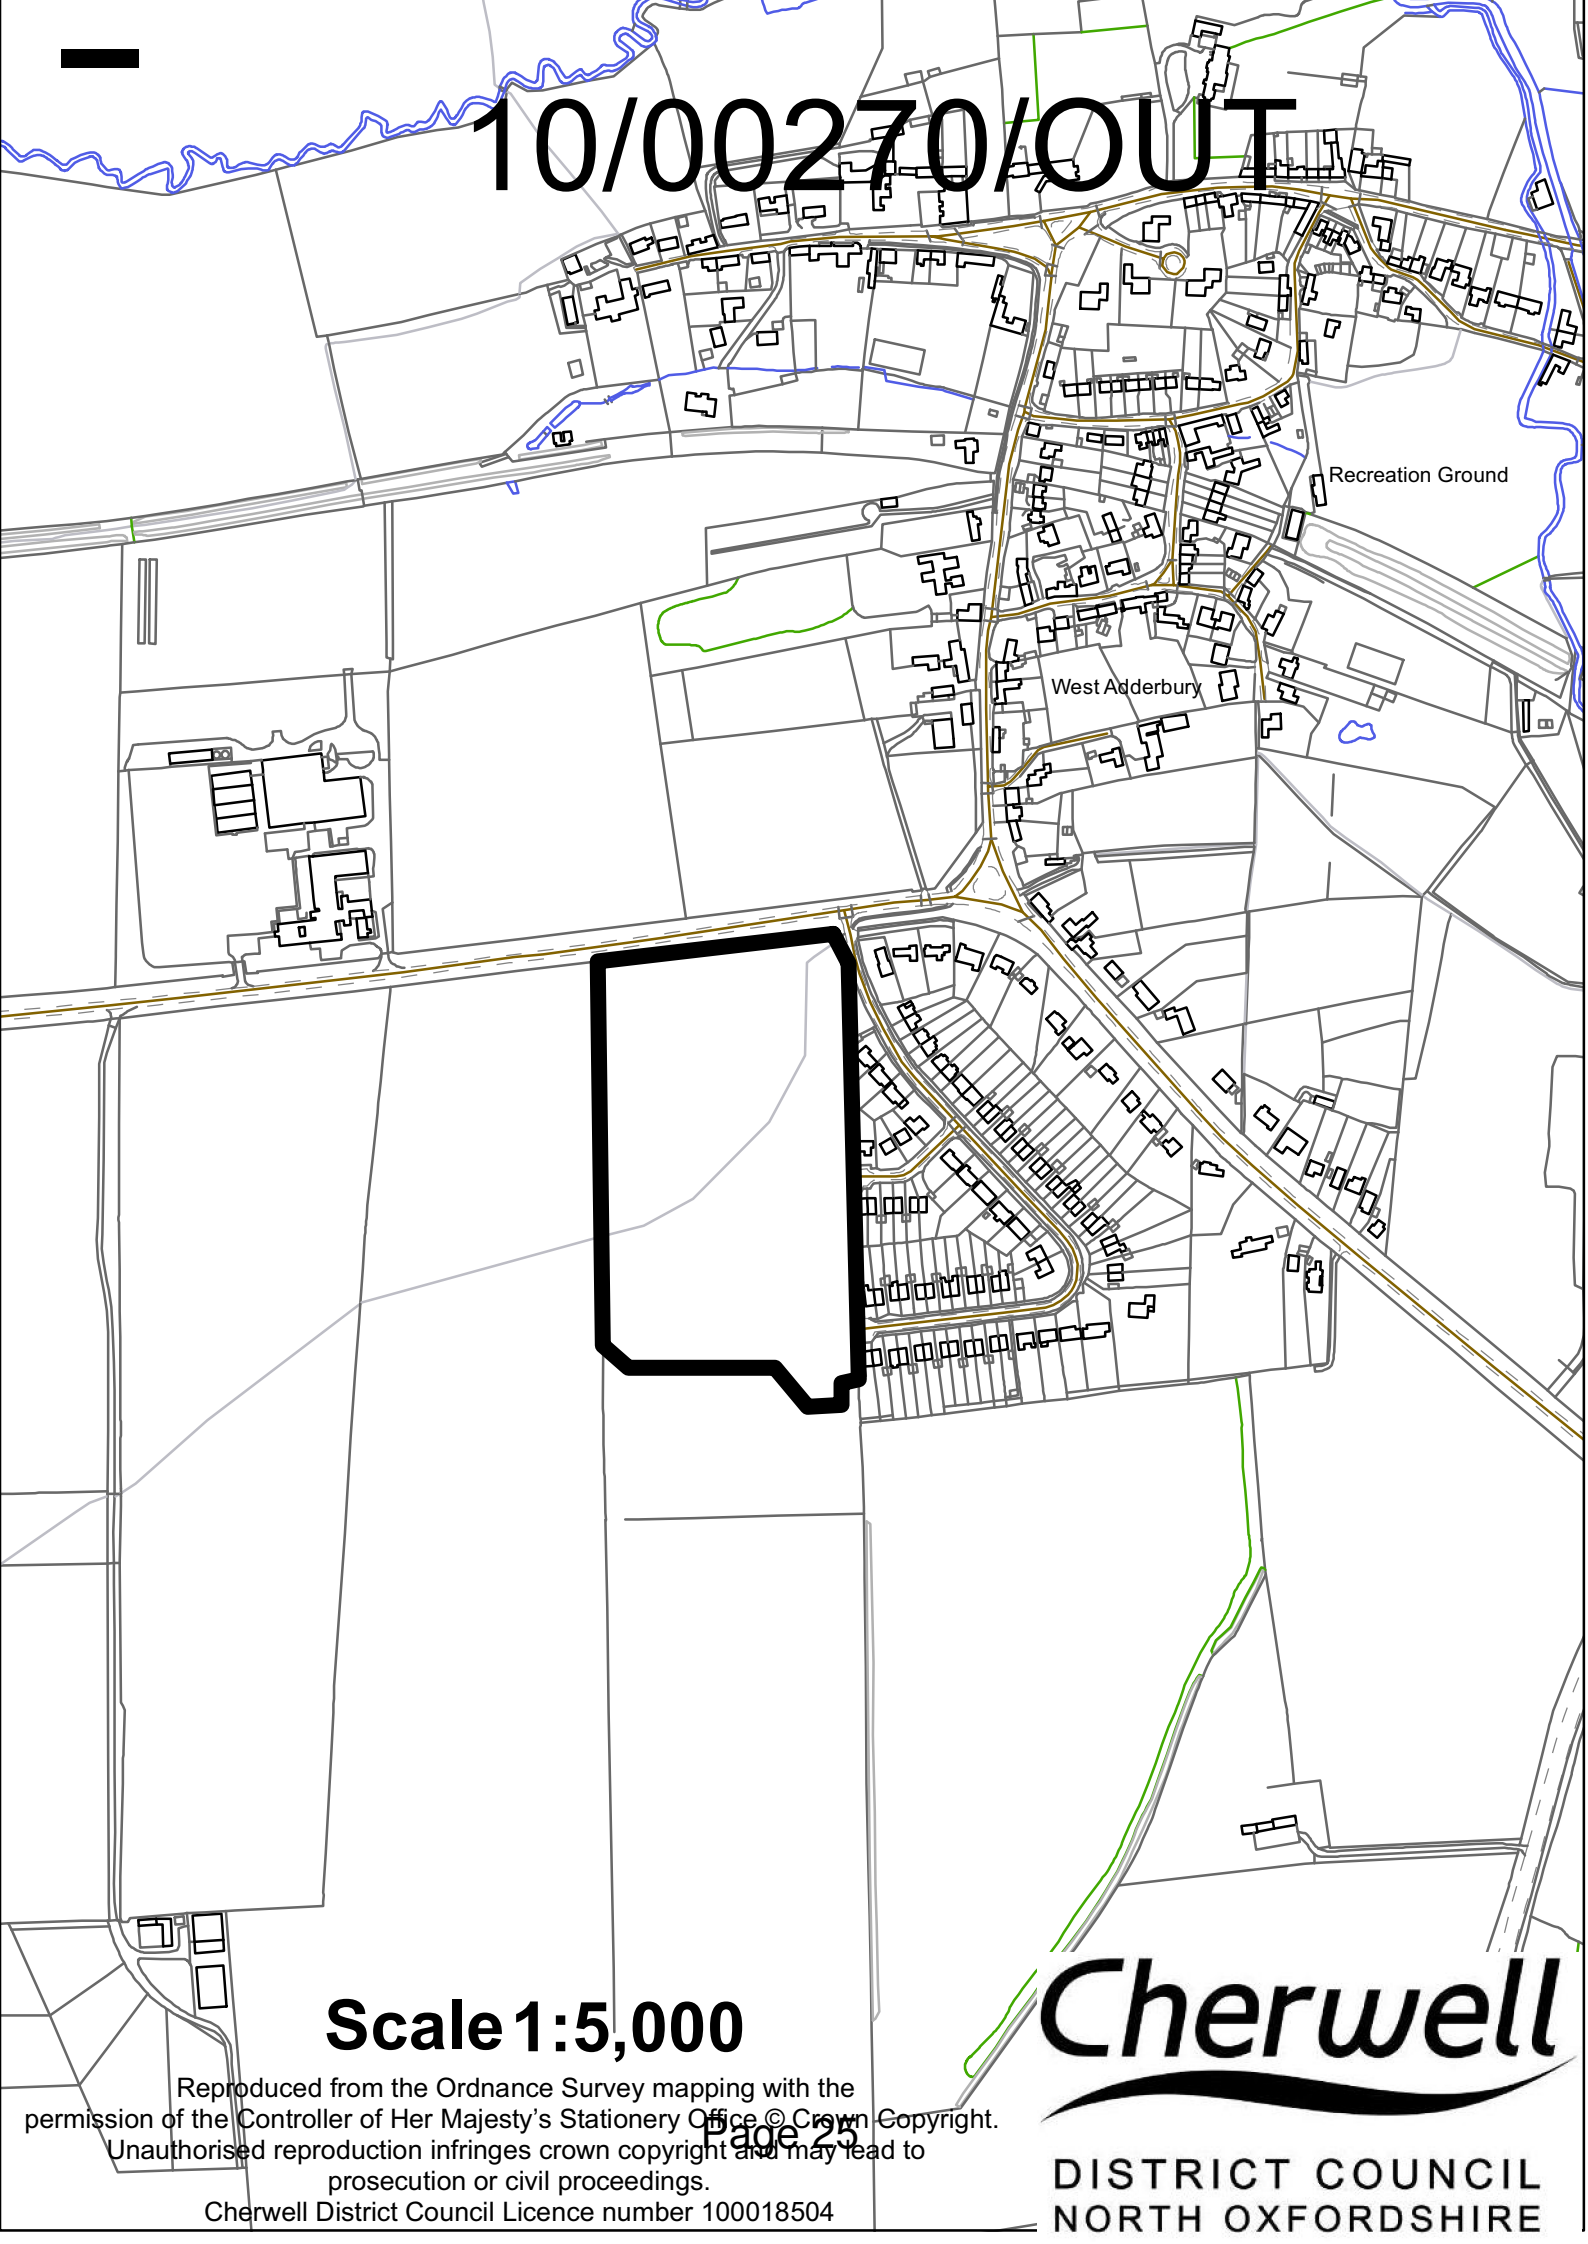 10/00270/OUT
Recreation Ground
West Adderbury
Scale 1:5,000
Reproduced from the Ordnance Survey mapping with the
permission of the Controller of Her Majesty's Stationery Office © Crown Copyright.
Unauthorised reproduction infringes crown copyright and may lead to
prosecution or civil proceedings.
Cherwell District Council Licence number 100018504
Page 25
Cherwell
DISTRICT COUNCIL
NORTH OXFORDSHIRE